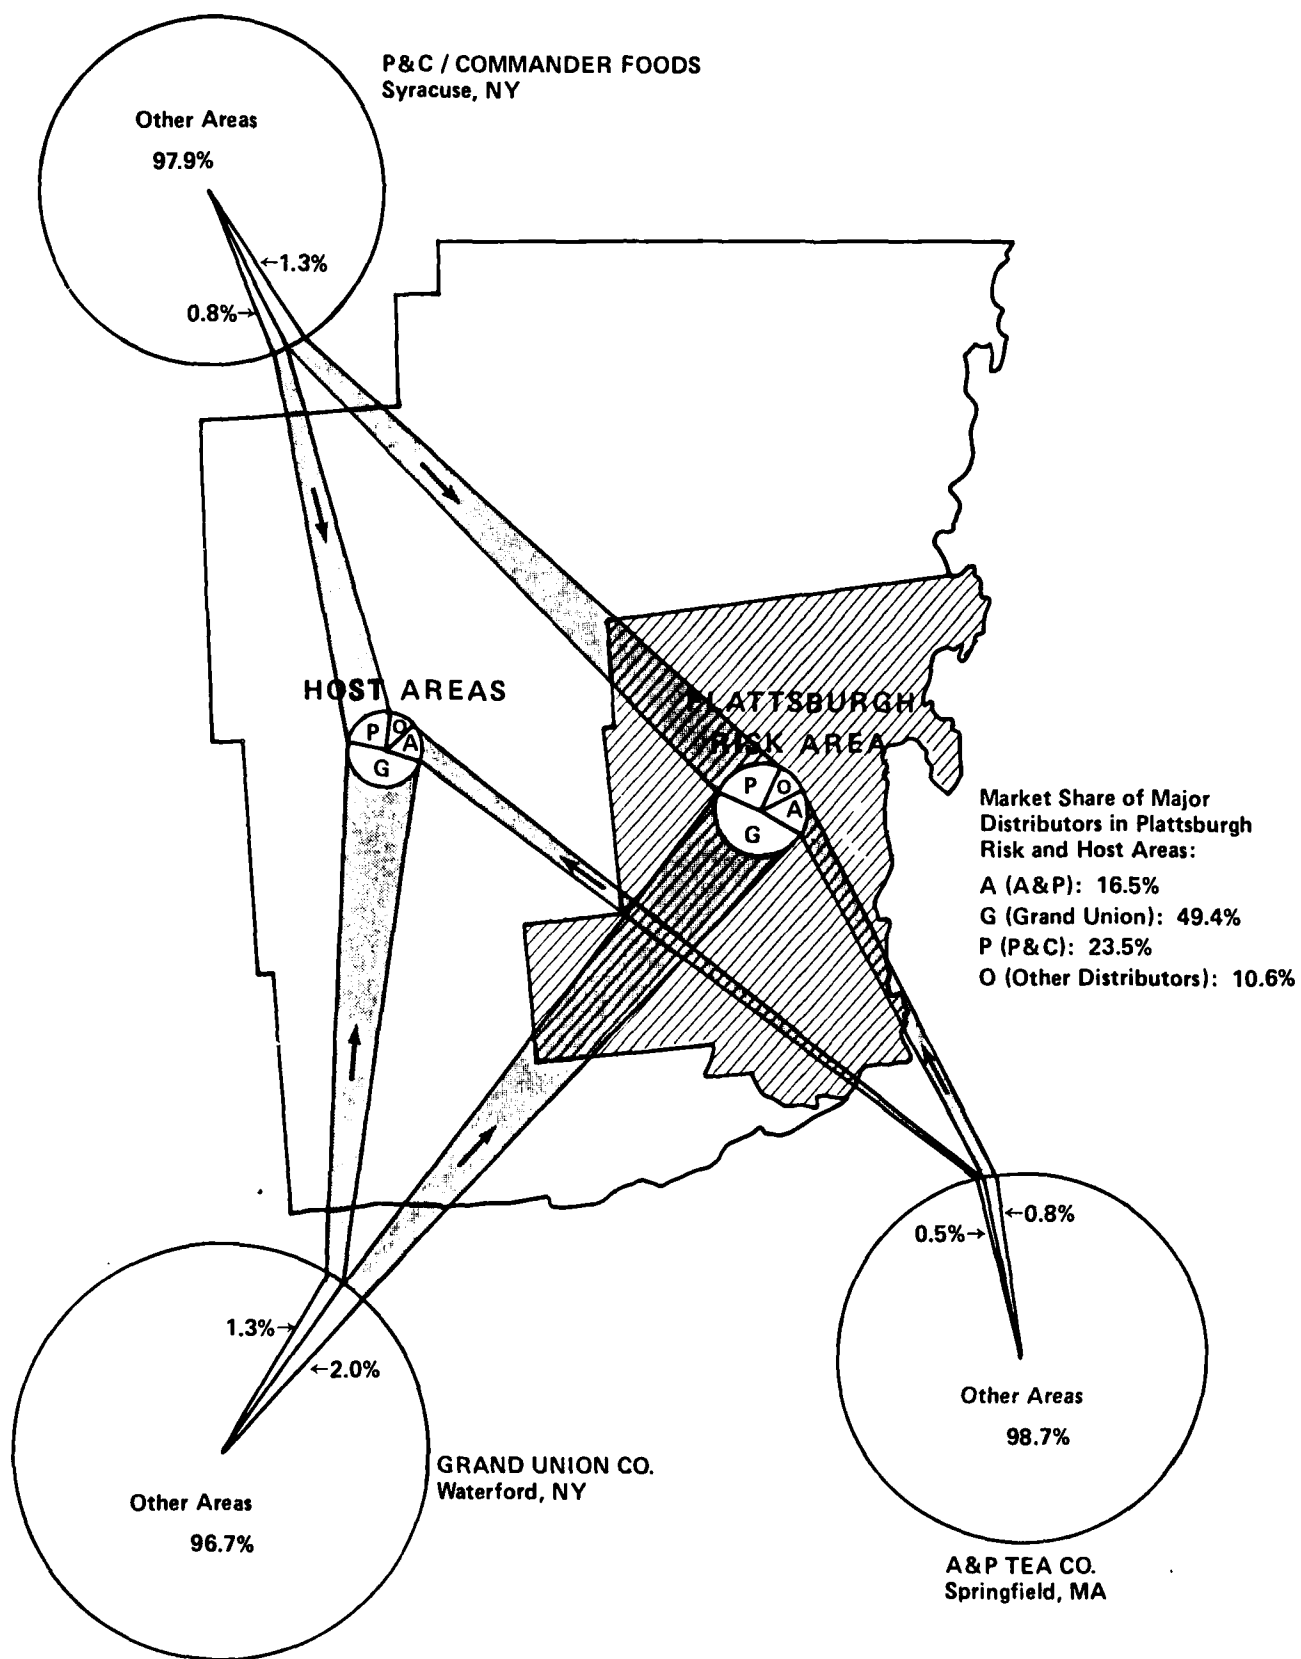 P&C / COMMANDER FOODS
Syracuse, NY
Other Areas
97.9%
←1.3%
0.8%→
HOST AREAS
P
O
A
G
PLATTSBURGH
RISK AREA
P
O
A
G
Market Share of Major
Distributors in Plattsburgh
Risk and Host Areas:
A (A&P): 16.5%
G (Grand Union): 49.4%
P (P&C): 23.5%
O (Other Distributors): 10.6%
0.5%→
←0.8%
1.3%→
←2.0%
Other Areas
98.7%
GRAND UNION CO.
Waterford, NY
Other Areas
96.7%
A&P TEA CO.
Springfield, MA